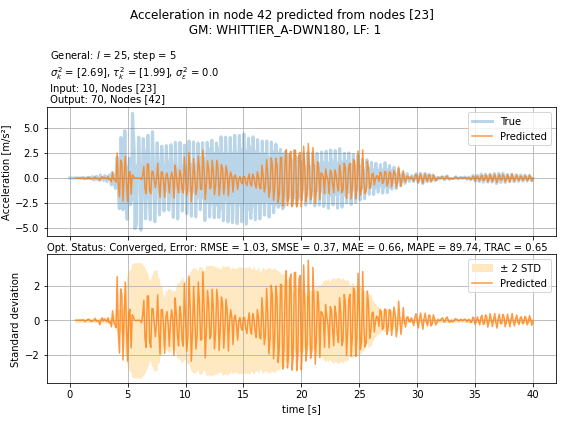 Acceleration in node 42 predicted from nodes [23]
GM: WHITTIER_A-DWN180, LF: 1
General: l = 25, step = 5
σ²ₖ = [2.69], τ²ₖ = [1.99], σ²ε = 0.0
Input: 10, Nodes [23]
Output: 70, Nodes [42]
Acceleration [m/s²]
5.0
2.5
0.0
−2.5
−5.0
True
Predicted
Opt. Status: Converged, Error: RMSE = 1.03, SMSE = 0.37, MAE = 0.66, MAPE = 89.74, TRAC = 0.65
Standard deviation
2
0
−2
± 2 STD
Predicted
0 5 10 15 20 25 30 35 40
time [s]